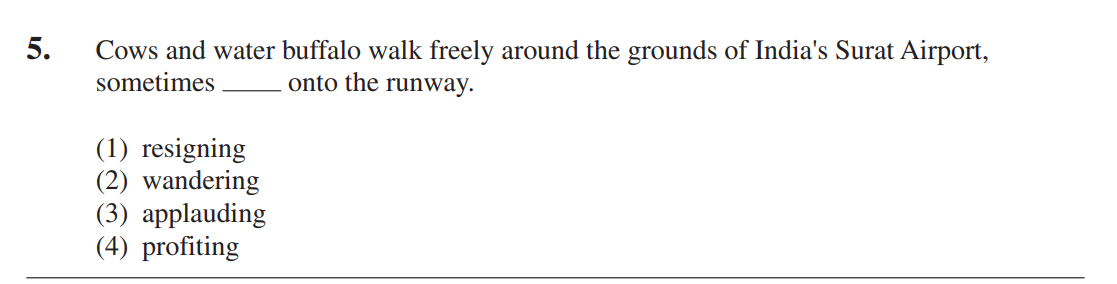 5. Cows and water buffalo walk freely around the grounds of India's Surat Airport,
sometimes _____ onto the runway.
(1) resigning
(2) wandering
(3) applauding
(4) profiting